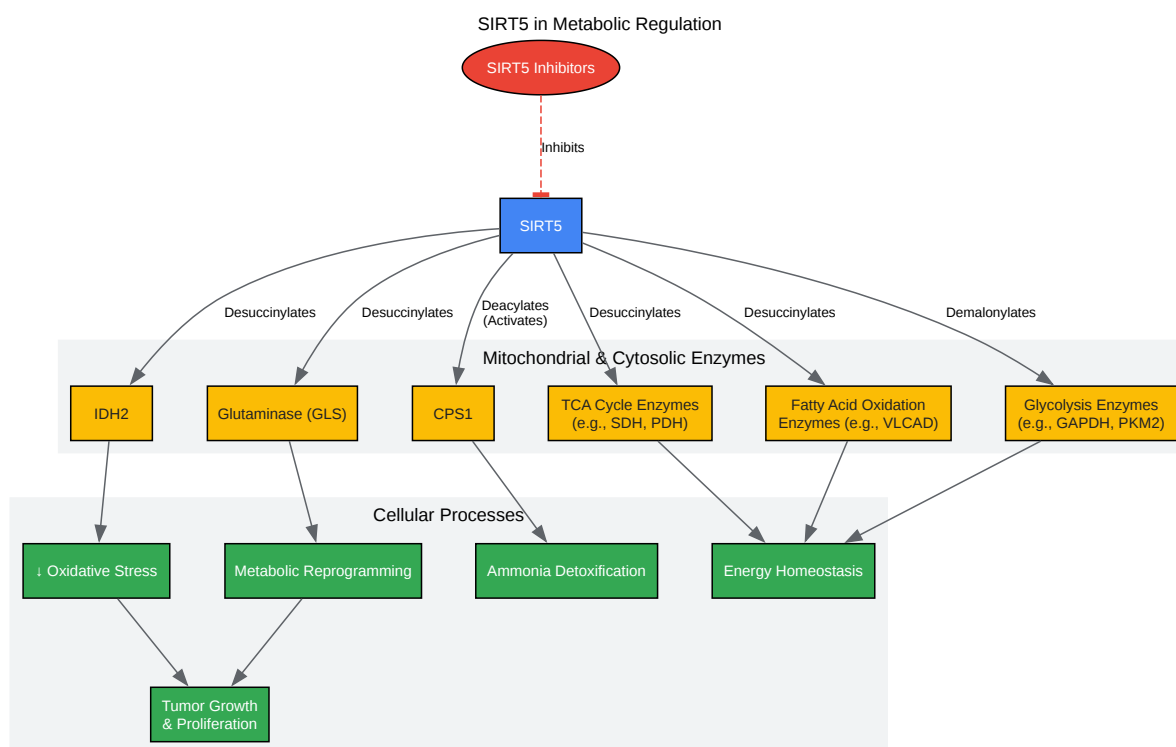 SIRT5 in Metabolic Regulation
SIRT5 Inhibitors
Inhibits
SIRT5
Desuccinylates
Desuccinylates
Deacylates
(Activates)
Desuccinylates
Desuccinylates
Demalonylates
Mitochondrial & Cytosolic Enzymes
IDH2
Glutaminase (GLS)
CPS1
TCA Cycle Enzymes
(e.g., SDH, PDH)
Fatty Acid Oxidation
Enzymes (e.g., VLCAD)
Glycolysis Enzymes
(e.g., GAPDH, PKM2)
Cellular Processes
↓ Oxidative Stress
Metabolic Reprogramming
Ammonia Detoxification
Energy Homeostasis
Tumor Growth
& Proliferation